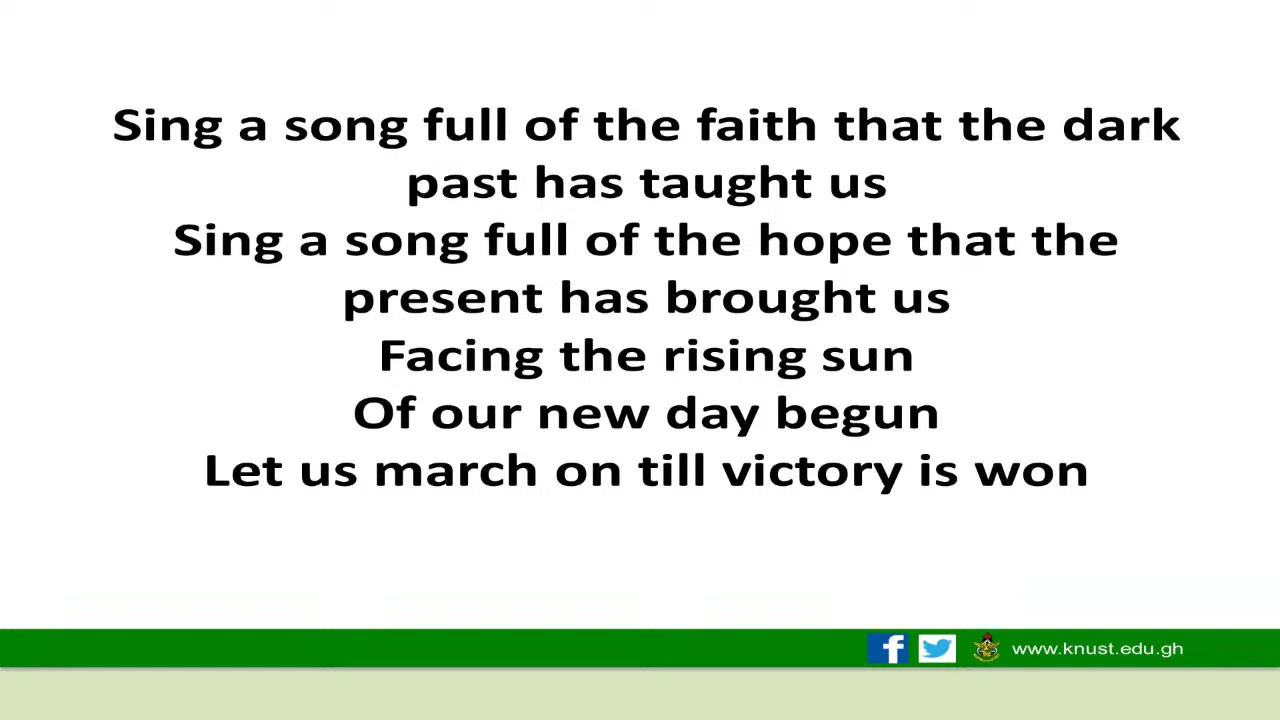 Sing a song full of the faith that the dark
past has taught us
Sing a song full of the hope that the
present has brought us
Facing the rising sun
Of our new day begun
Let us march on till victory is won
www.knust.edu.gh